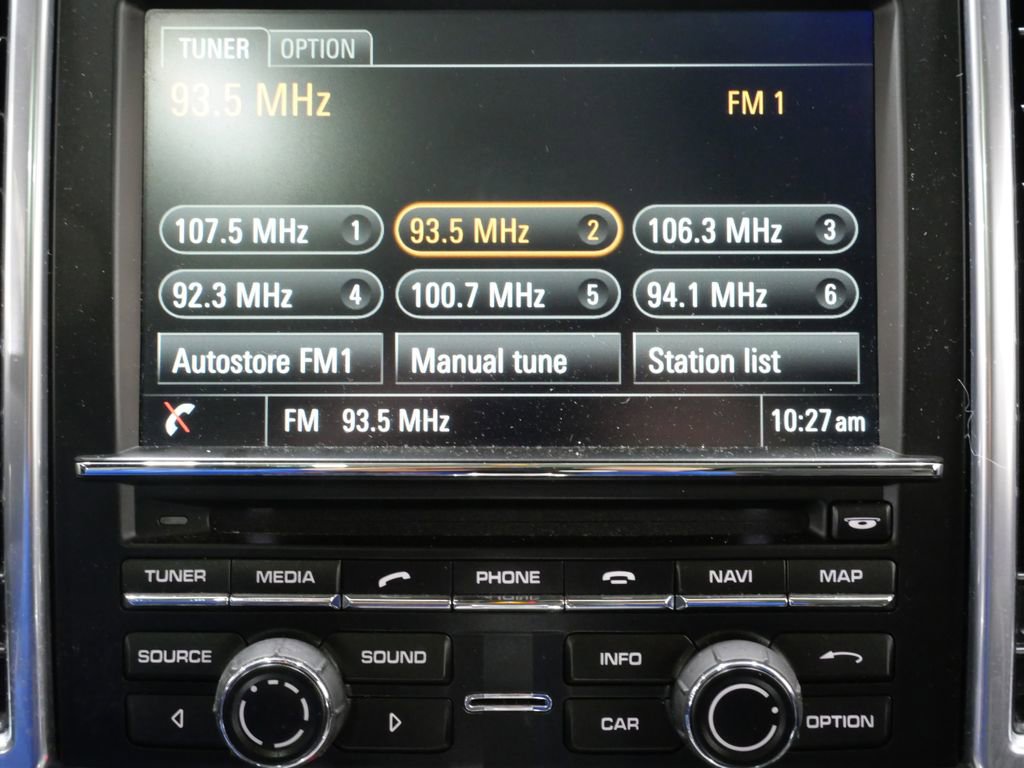 TUNER OPTION
93.5 MHz FM 1
107.5 MHz 1 93.5 MHz 2 106.3 MHz 3
92.3 MHz 4 100.7 MHz 5 94.1 MHz 6
Autostore FM1 Manual tune Station list
FM 93.5 MHz 10:27 am
TUNER MEDIA PHONE NAVI MAP
SOURCE SOUND INFO
CAR OPTION